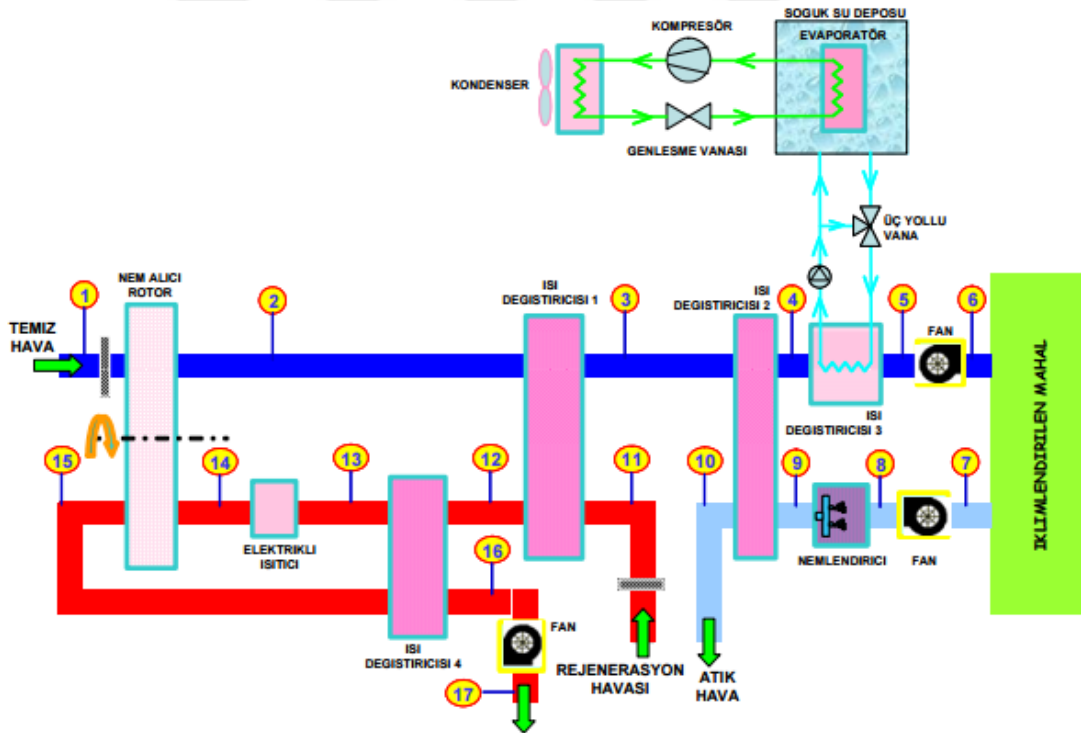 SOGUK SU DEPOSU
KOMPRESÖR
EVAPORATÖR
KONDENSER
GENLESME VANASI
ÜÇ YOLLU
VANA
NEM ALICI
ROTOR
ISI
DEGISTIRICISI 1
ISI
DEGISTIRICISI 2
1
2
3
4
5
6
TEMIZ
HAVA
FAN
ISI
DEGISTIRICISI 3
IKLIMLENDIRILEN MAHAL
15
14
13
12
11
10
9
8
7
ELEKTRIKLI
ISITICI
16
NEMLENDIRICI
FAN
FAN
ISI
DEGISTIRICISI 4
REJENERASYON
HAVASI
ATIK
HAVA
17